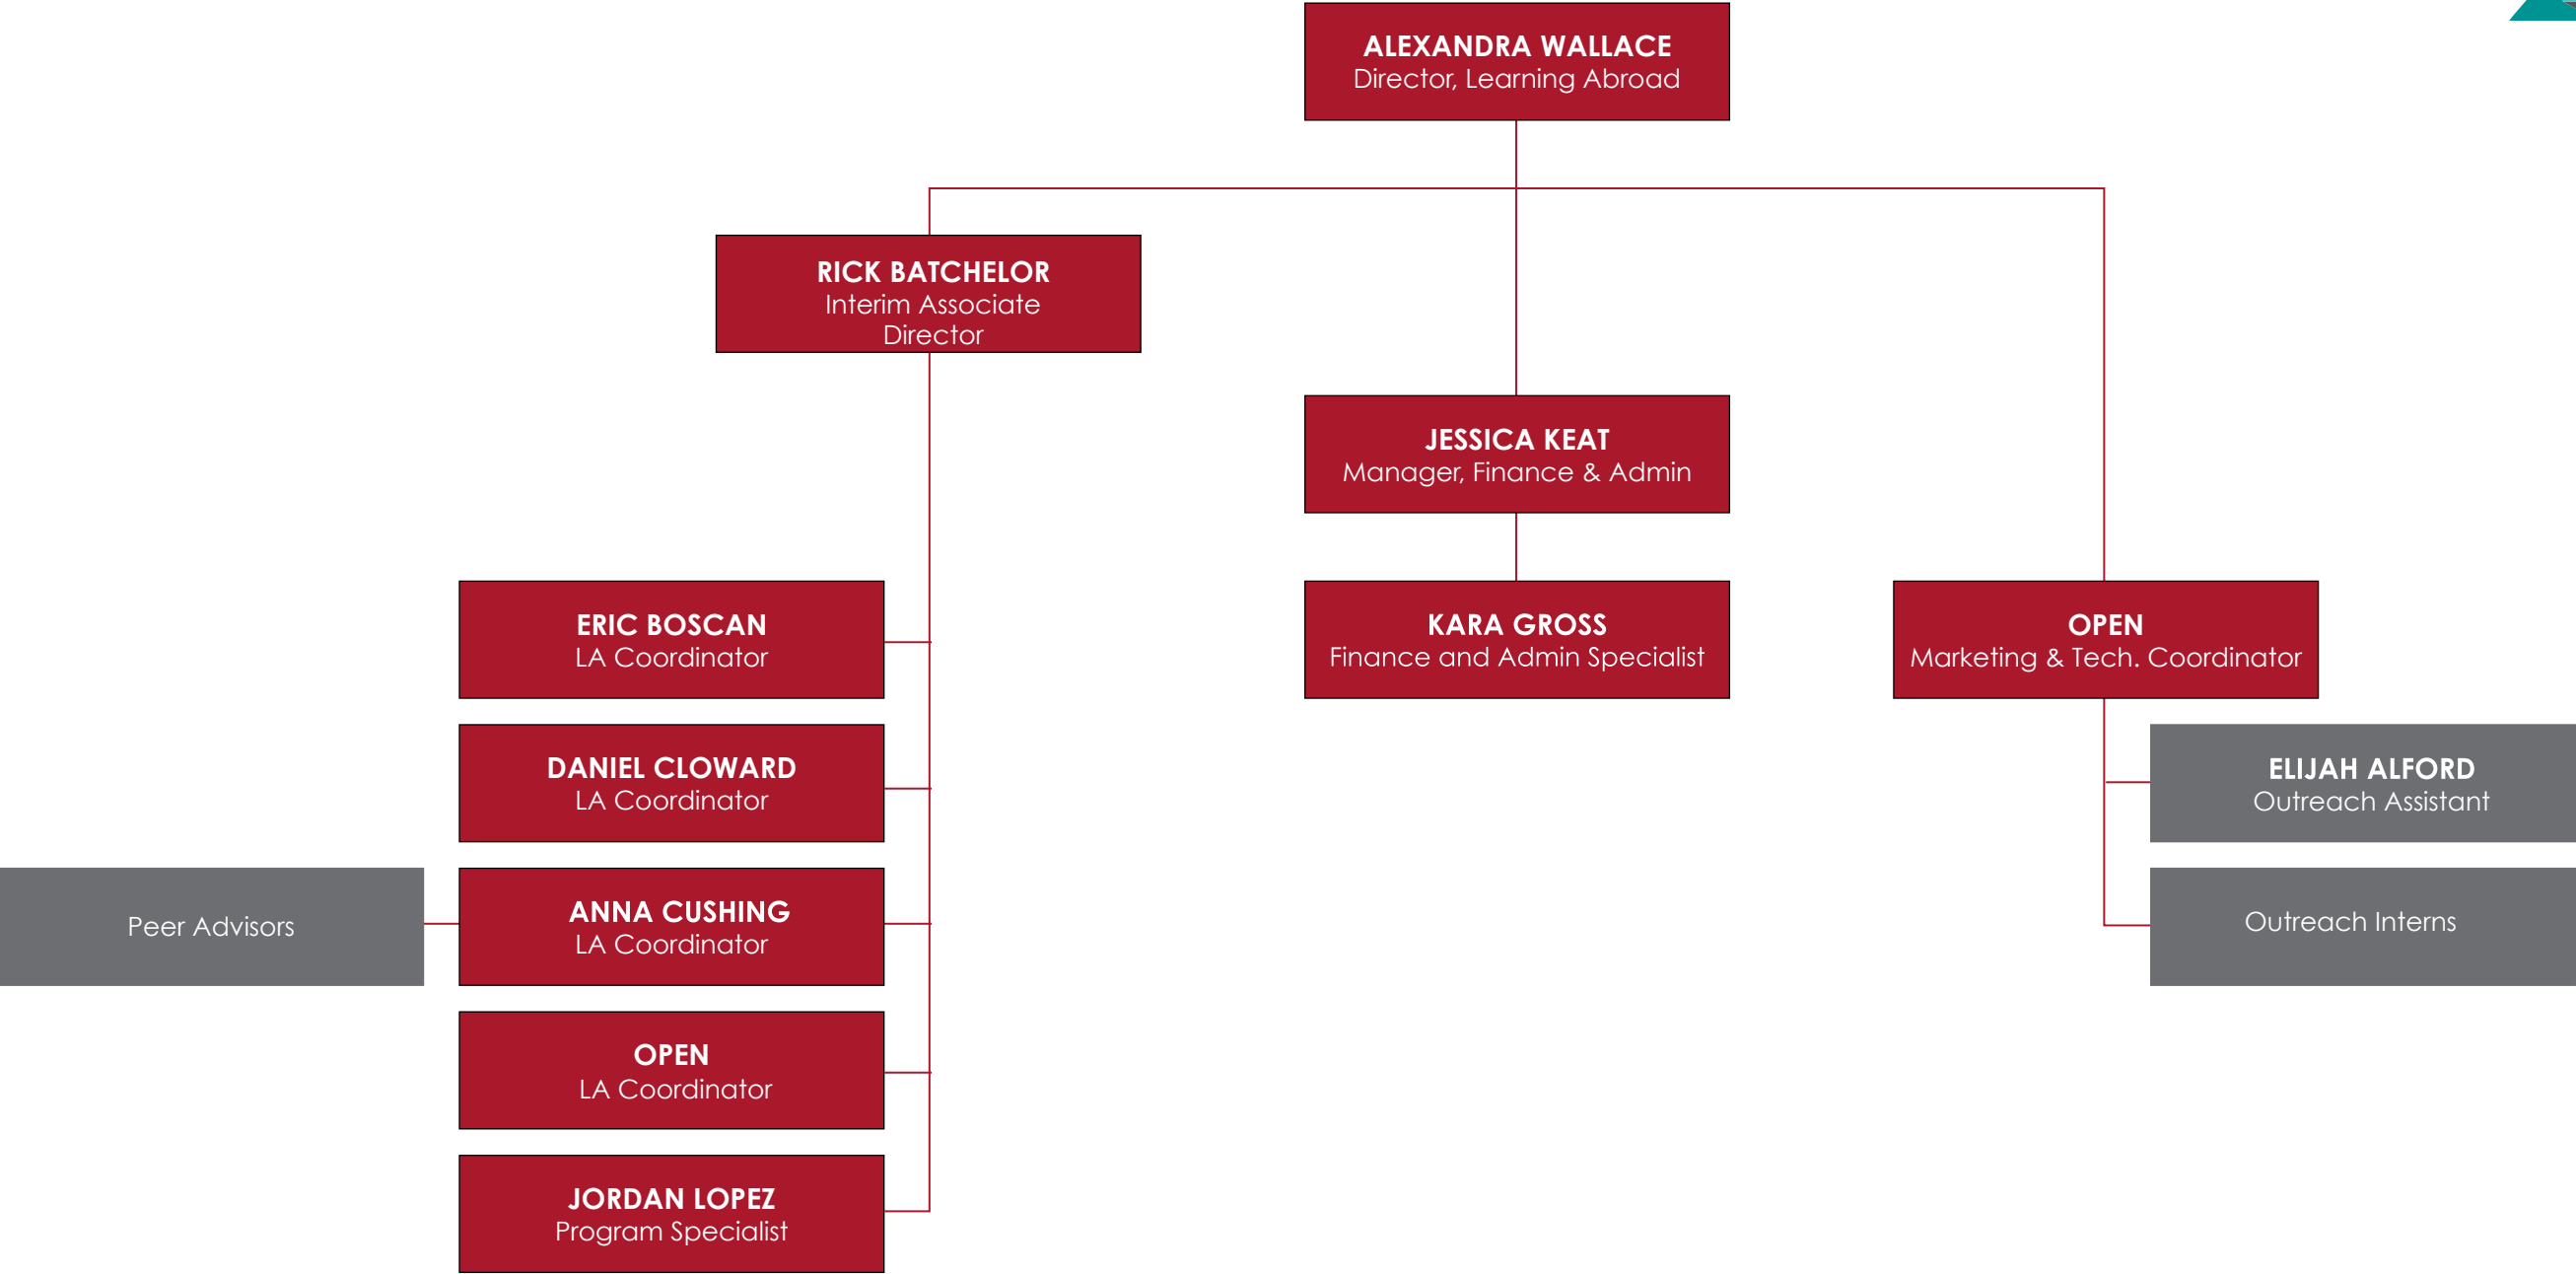 ALEXANDRA WALLACE
Director, Learning Abroad
RICK BATCHELOR
Interim Associate
Director
JESSICA KEAT
Manager, Finance & Admin
ERIC BOSCAN
LA Coordinator
KARA GROSS
Finance and Admin Specialist
OPEN
Marketing & Tech. Coordinator
DANIEL CLOWARD
LA Coordinator
ELIJAH ALFORD
Outreach Assistant
Peer Advisors
ANNA CUSHING
LA Coordinator
Outreach Interns
OPEN
LA Coordinator
JORDAN LOPEZ
Program Specialist